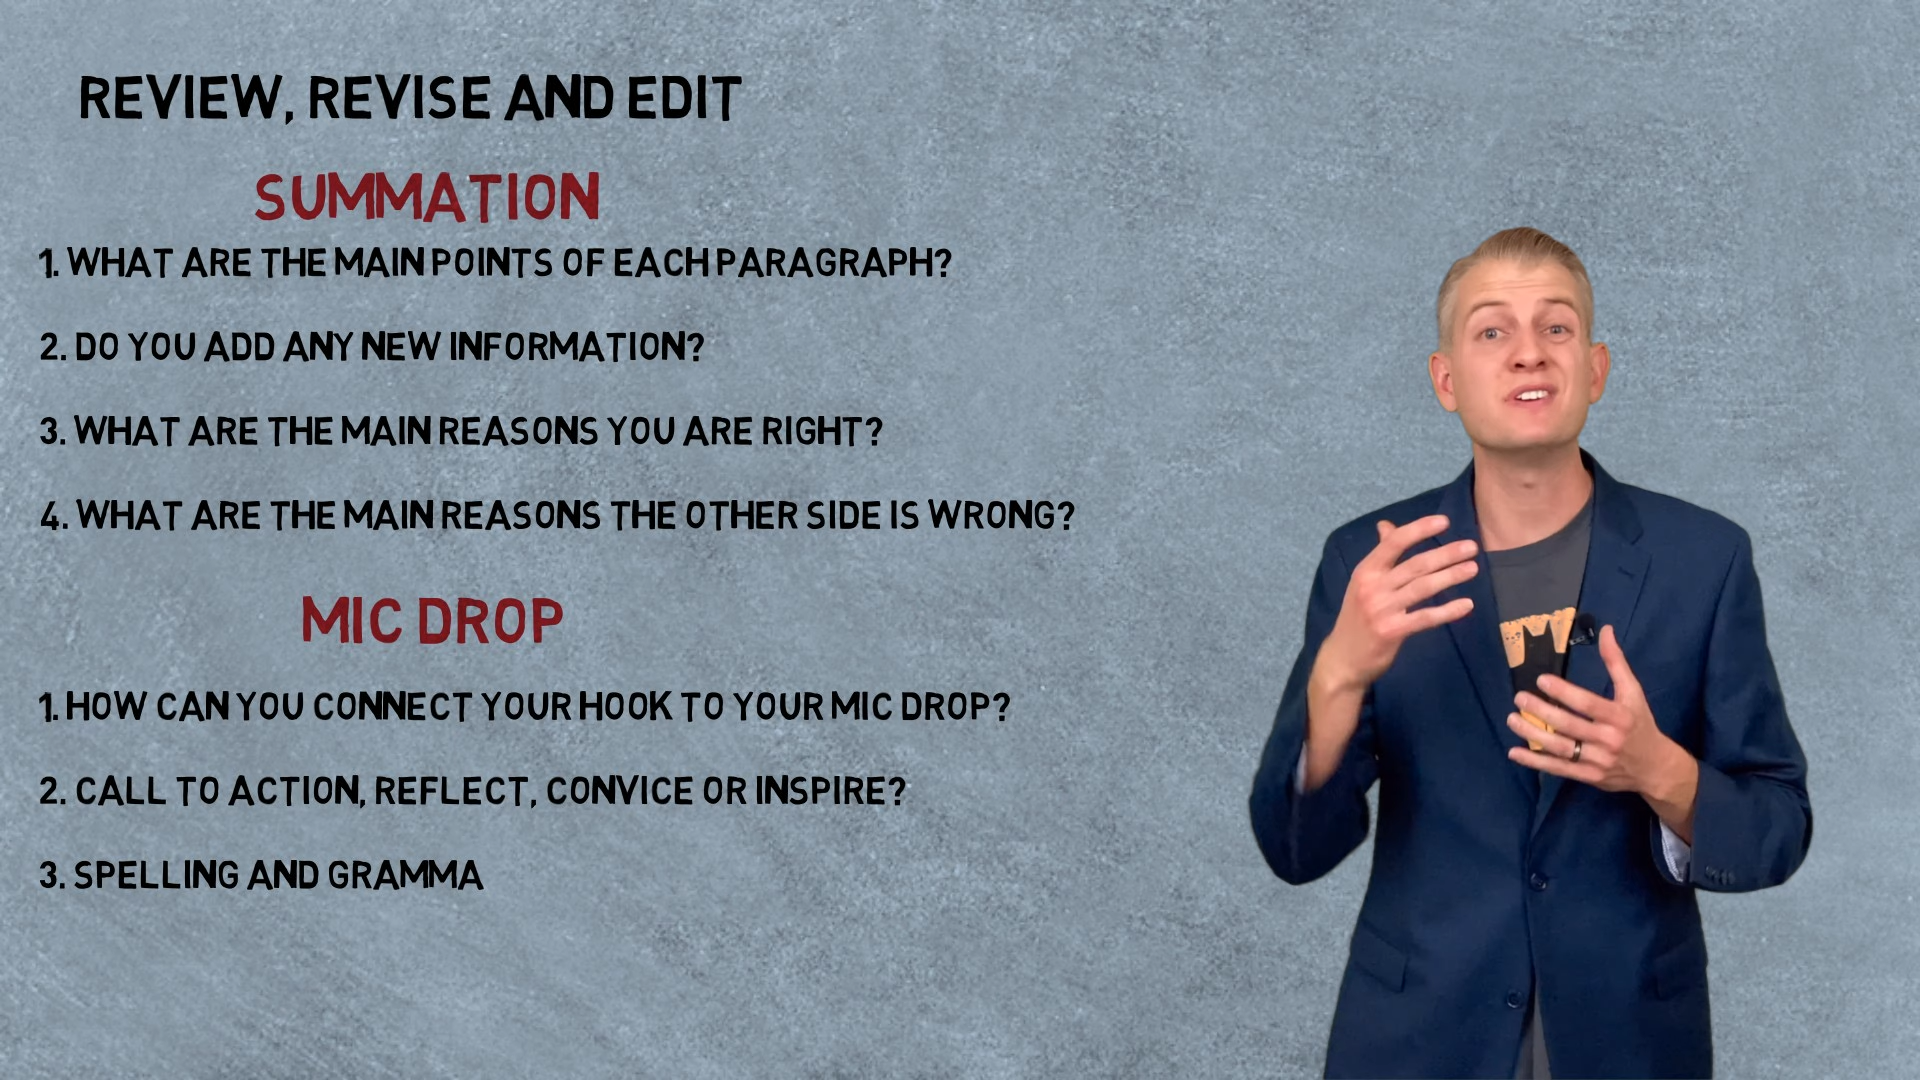 REVIEW, REVISE AND EDIT
SUMMATION
1. WHAT ARE THE MAIN POINTS OF EACH PARAGRAPH?
2. DO YOU ADD ANY NEW INFORMATION?
3. WHAT ARE THE MAIN REASONS YOU ARE RIGHT?
4. WHAT ARE THE MAIN REASONS THE OTHER SIDE IS WRONG?
MIC DROP
1. HOW CAN YOU CONNECT YOUR HOOK TO YOUR MIC DROP?
2. CALL TO ACTION, REFLECT, CONVICE OR INSPIRE?
3. SPELLING AND GRAMMA